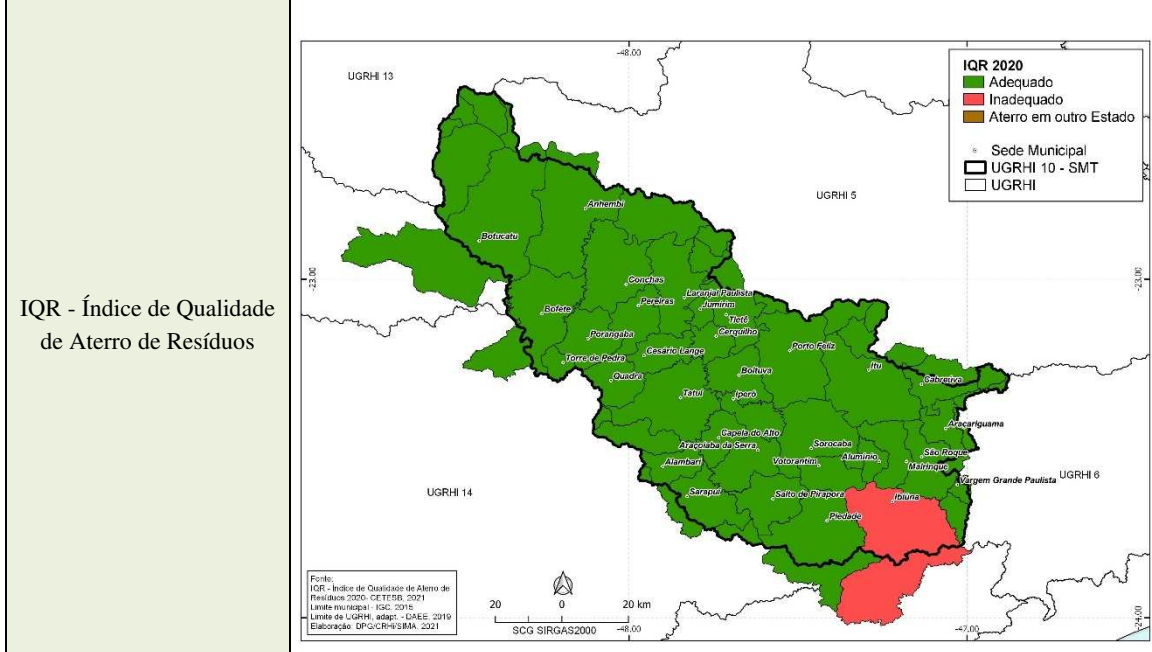 IQR - Índice de Qualidade
de Aterro de Resíduos
-48.00
UGRHI 13
IQR 2020
Adequado
Inadequado
Aterro em outro Estado
Sede Municipal
UGRHI 10 - SMT
UGRHI
UGRHI 5
Anhembi
Botucatu
-23.00
-23.00
Conchas
Laranjal Paulista
Pereiras
Jumirim
Bofete
Tietê
Porangaba
Cerquilho
Cesário Lange
Porto Feliz
Torre de Pedra
Itu
Quadra
Boituva
Cabreúva
Tatuí
Iperó
Araçariguama
Capela do Alto
Araçoiaba da Serra
Sorocaba
Alumínio
São Roque
Alambari
Votorantim
Mairinque
Vargem Grande Paulista
UGRHI 6
UGRHI 14
Sarapuí
Salto de Pirapora
Ibiúna
Piedade
Fonte:
IQR - Índice de Qualidade de Aterro de
Resíduos 2020- CETESB, 2021
Limite municipal - IGC, 2015
Limite de UGRHI, adapt. - DAEE, 2019
Elaboração: DPG/CRHi/SIMA, 2021
20 0 20 km
SCG SIRGAS2000
-48.00
-47.00
-24.00